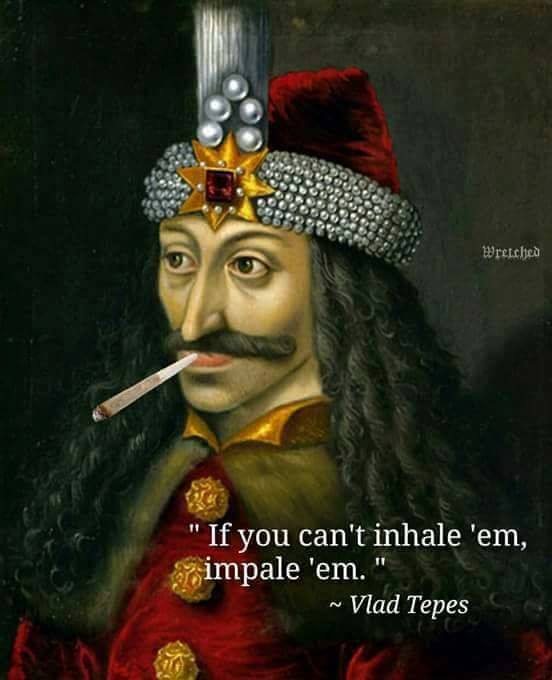 Wretched
" If you can't inhale 'em,
impale 'em. "
~ Vlad Tepes